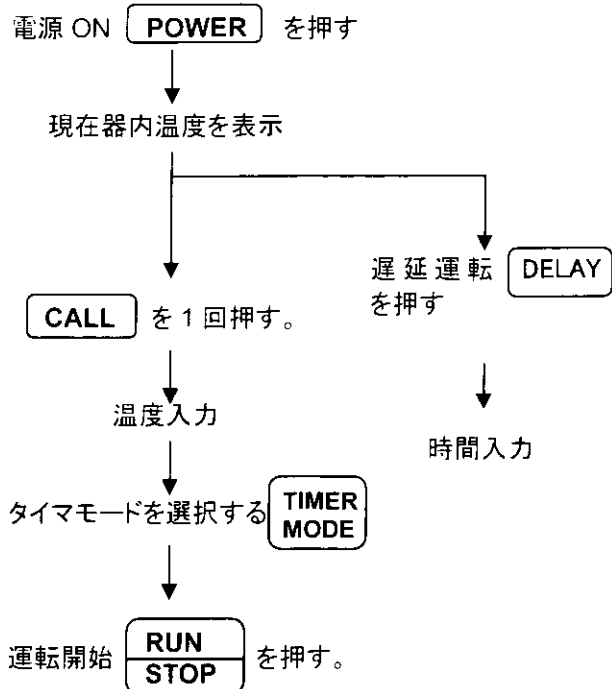 電源 ON POWER を押す
現在器内温度を表示
遅延運転 DELAY
を押す
CALL を 1 回押す。
温度入力
時間入力
タイマモードを選択する TIMER
MODE
運転開始 RUN
STOP を押す。